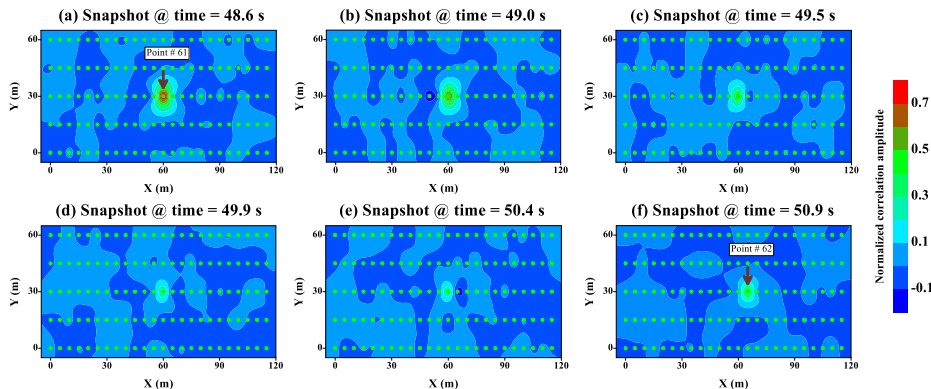 (a) Snapshot @ time = 48.6 s
(b) Snapshot @ time = 49.0 s
(c) Snapshot @ time = 49.5 s
Point # 61
60
30
0
Y (m)
0 30 60 90 120
X (m)
60
30
0
Y (m)
0 30 60 90 120
X (m)
60
30
0
Y (m)
0 30 60 90 120
X (m)
(d) Snapshot @ time = 49.9 s
(e) Snapshot @ time = 50.4 s
(f) Snapshot @ time = 50.9 s
Point # 62
60
30
0
Y (m)
0 30 60 90 120
X (m)
60
30
0
Y (m)
0 30 60 90 120
X (m)
60
30
0
Y (m)
0 30 60 90 120
X (m)
Normalized correlation amplitude
0.7
0.5
0.3
0.1
-0.1